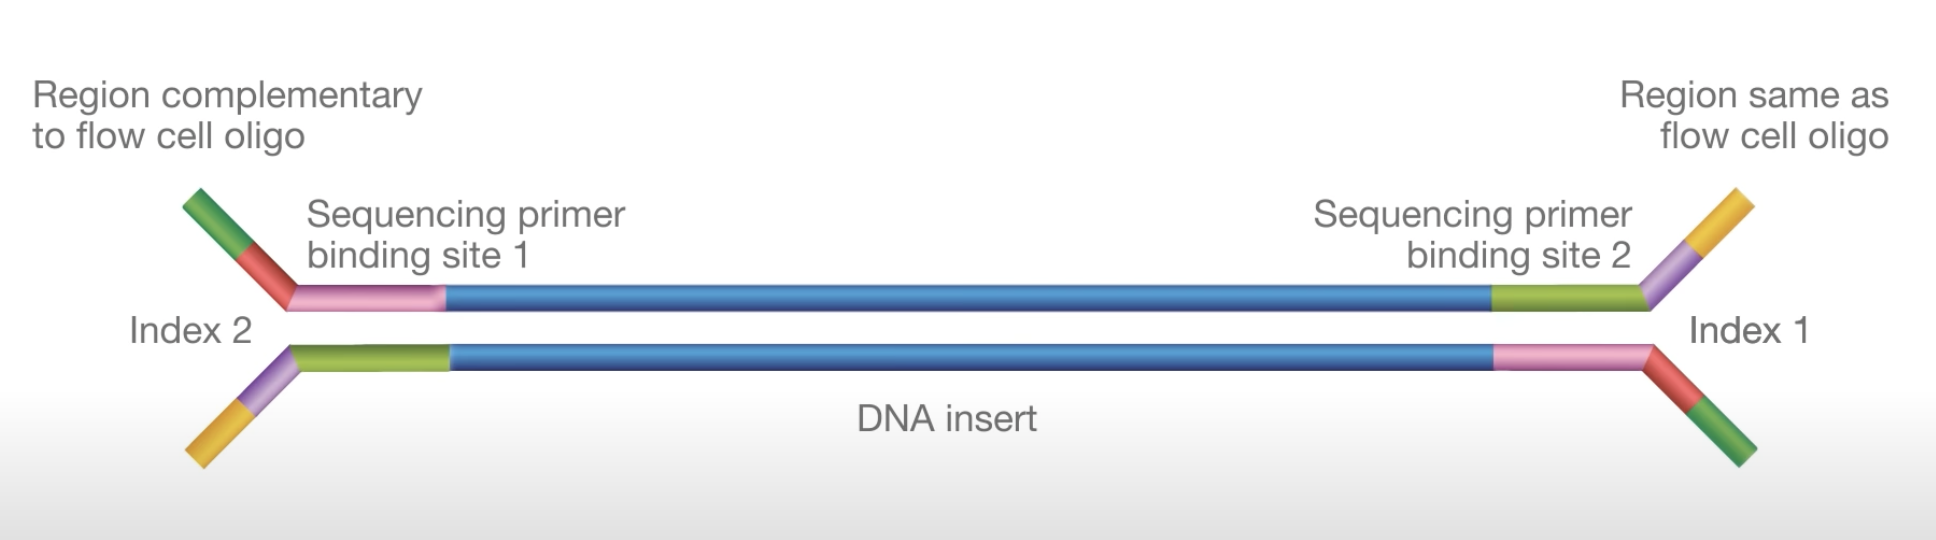 Region complementary
to flow cell oligo
Region same as
flow cell oligo
Sequencing primer
binding site 1
Sequencing primer
binding site 2
Index 2
Index 1
DNA insert